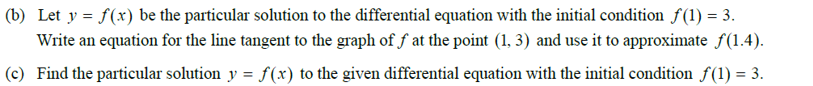 (b) Let y = f(x) be the particular solution to the differential equation with the initial condition f(1) = 3.
Write an equation for the line tangent to the graph of f at the point (1, 3) and use it to approximate f(1.4).
(c) Find the particular solution y = f(x) to the given differential equation with the initial condition f(1) = 3.